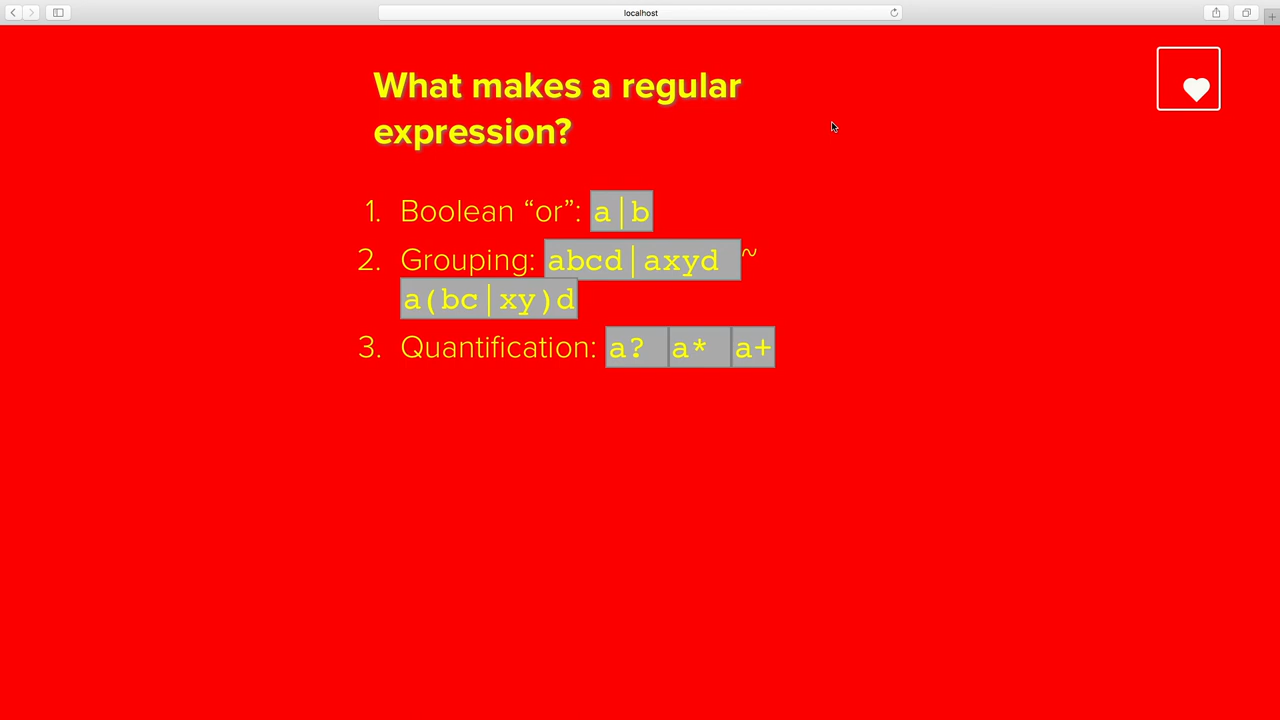 localhost
What makes a regular
expression?
1. Boolean “or”: a|b
2. Grouping: abcd|axyd ~
a(bc|xy)d
3. Quantification: a? a* a+